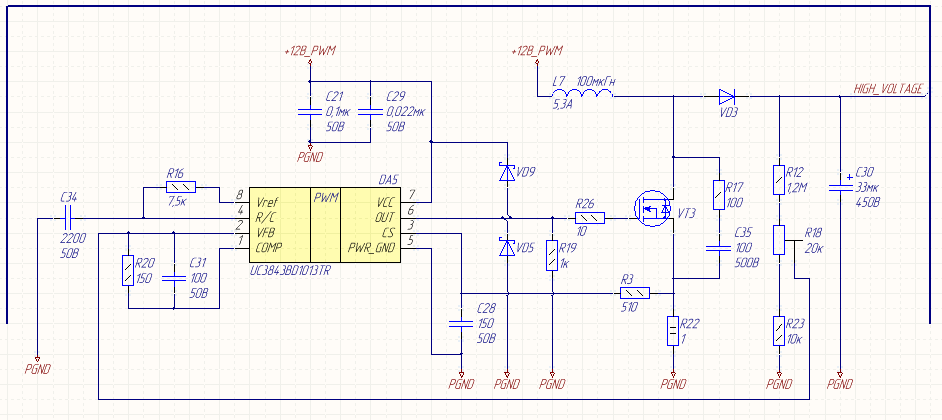 +12B_PWM
+12B_PWM
C21
0,1мк
50В
C29
0,022мк
50В
PGND
L7 100мкГн
5,3А
VD3
HIGH_VOLTAGE
R16
7,5к
C34
2200
50В
DA5
PWM
8 Vref
4 R/C
2 VFB
1 COMP
VCC 7
OUT 6
CS 3
PWR_GND 5
UC3843BD1013TR
R20
150
C31
100
50В
VD9
VD5
R26
10
R19
1к
VT3
R17
100
C35
100
500В
R12
1,2М
R18
20к
C30
+
33мк
450В
R3
510
C28
150
50В
R22
1
R23
10к
PGND
PGND
PGND
PGND
PGND
PGND
PGND